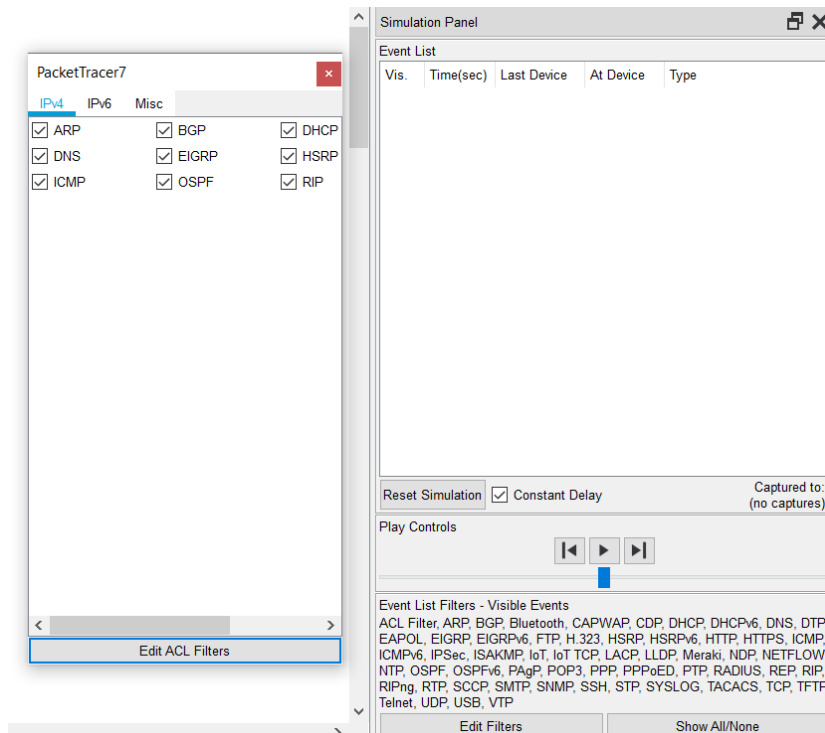 PacketTracer7
IPv4 IPv6 Misc
ARP BGP DHCP
DNS EIGRP HSRP
ICMP OSPF RIP
Edit ACL Filters
Simulation Panel
Event List
Vis. Time(sec) Last Device At Device Type
Reset Simulation Constant Delay Captured to:
(no captures)
Play Controls
Event List Filters - Visible Events
ACL Filter, ARP, BGP, Bluetooth, CAPWAP, CDP, DHCP, DHCPv6, DNS, DTP
EAPOL, EIGRP, EIGRPv6, FTP, H.323, HSRP, HSRPv6, HTTP, HTTPS, ICMP,
ICMPv6, IPSec, ISAKMP, IoT, IoT TCP, LACP, LLDP, Meraki, NDP, NETFLOW
NTP, OSPF, OSPFv6, PAgP, POP3, PPP, PPPoED, PTP, RADIUS, REP, RIP,
RIPng, RTP, SCCP, SMTP, SNMP, SSH, STP, SYSLOG, TACACS, TCP, TFTP
Telnet, UDP, USB, VTP
Edit Filters Show All/None